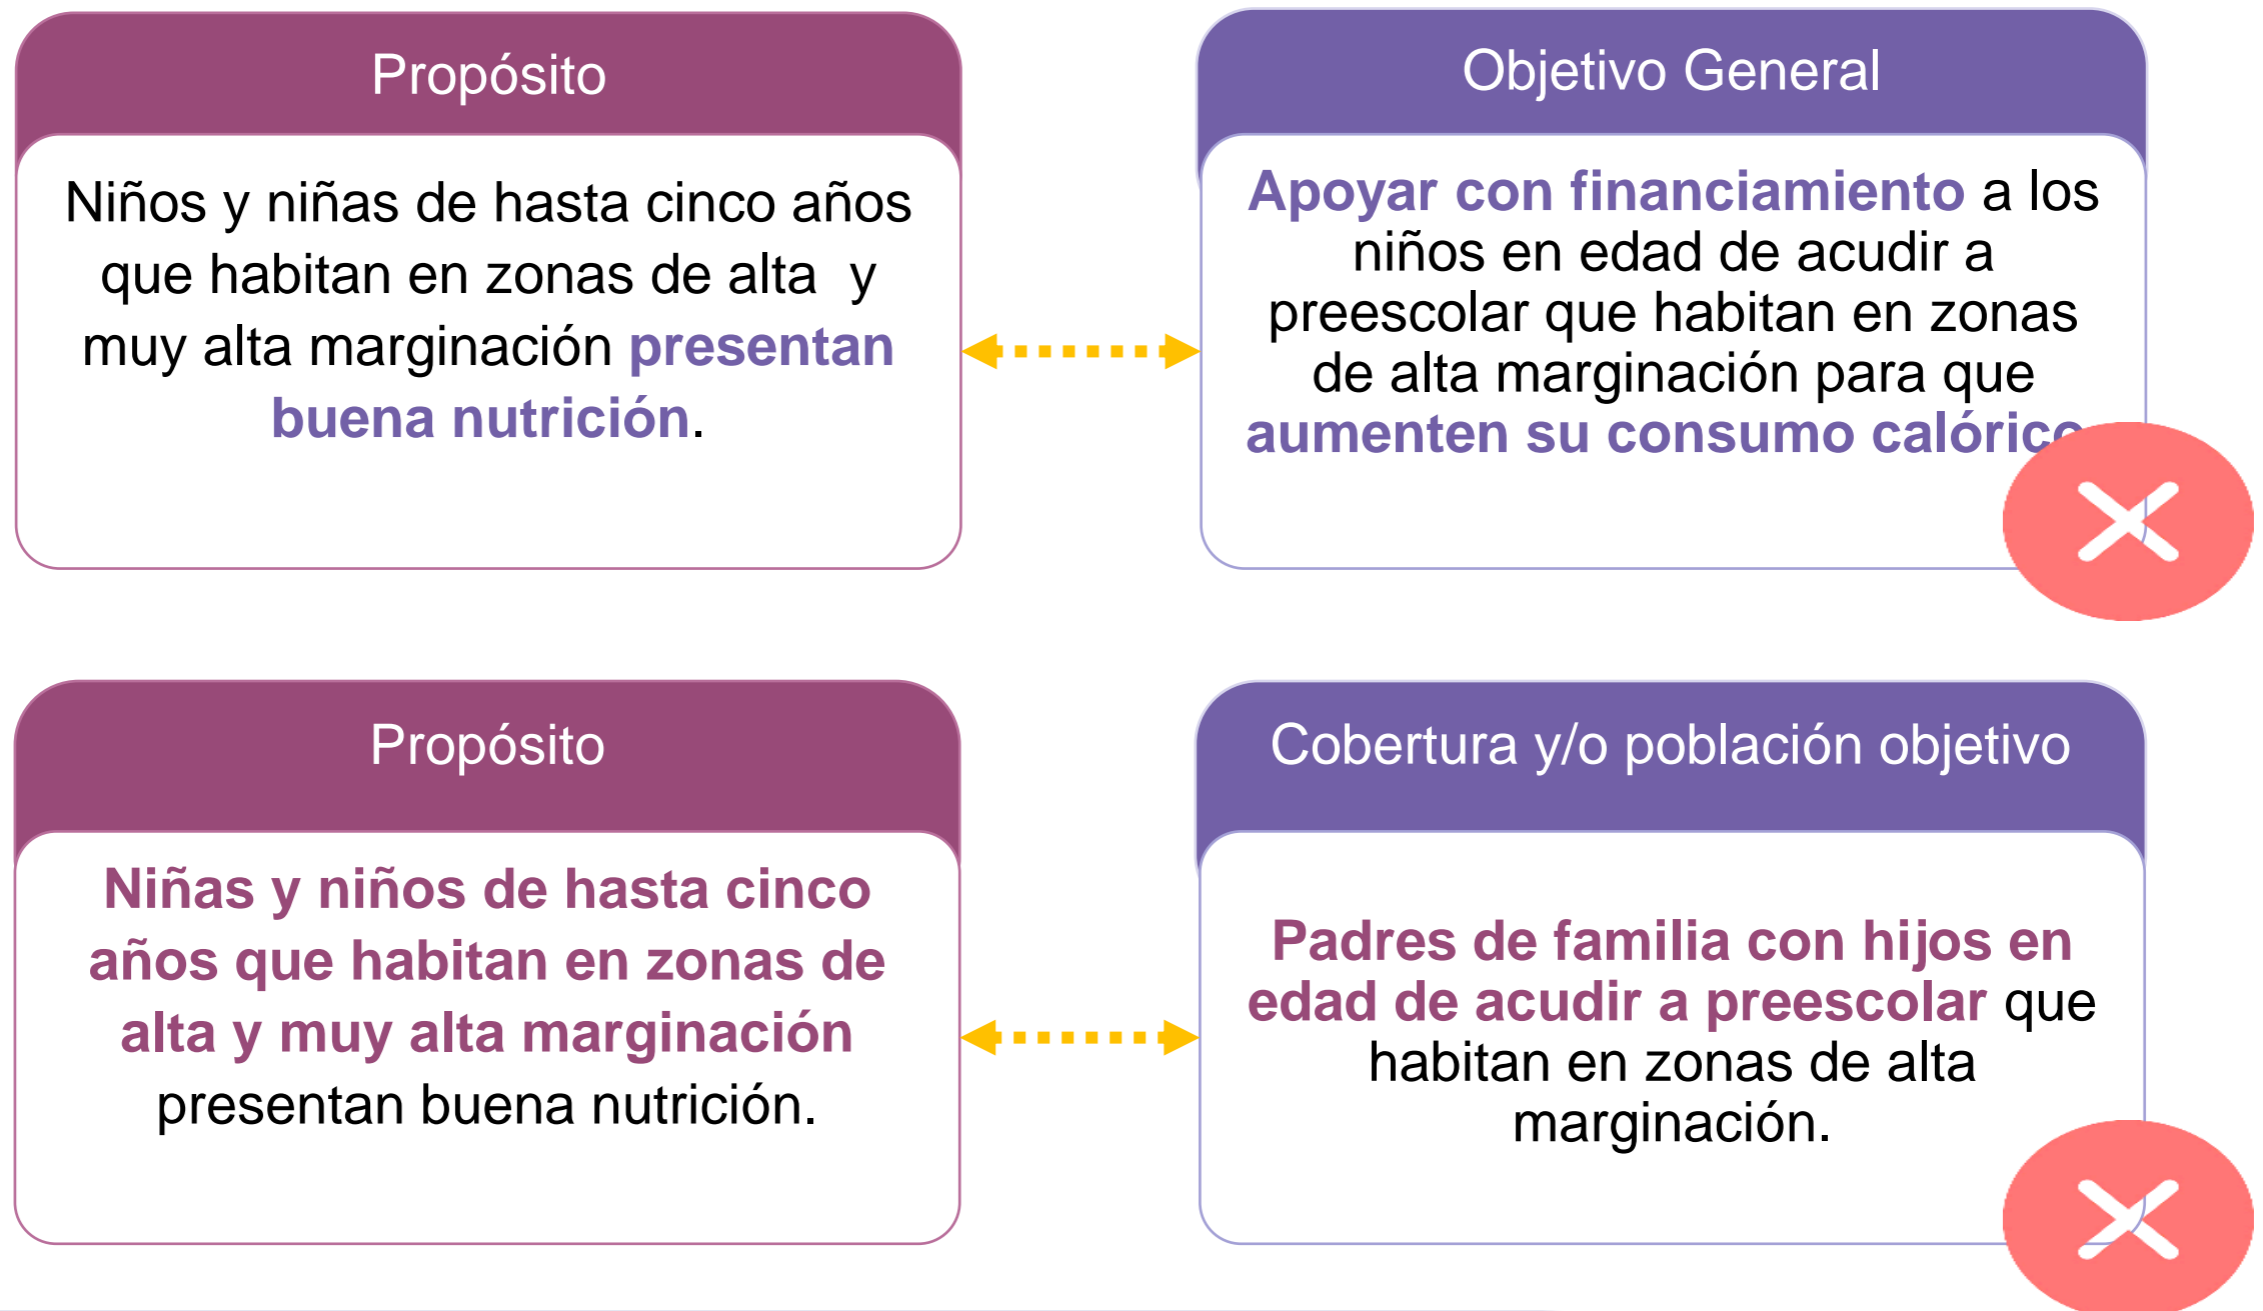 Propósito
Niños y niñas de hasta cinco años
que habitan en zonas de alta y
muy alta marginación presentan
buena nutrición.
Objetivo General
Apoyar con financiamiento a los
niños en edad de acudir a
preescolar que habitan en zonas
de alta marginación para que
aumenten su consumo calórico
Propósito
Niñas y niños de hasta cinco
años que habitan en zonas de
alta y muy alta marginación
presentan buena nutrición.
Cobertura y/o población objetivo
Padres de familia con hijos en
edad de acudir a preescolar que
habitan en zonas de alta
marginación.